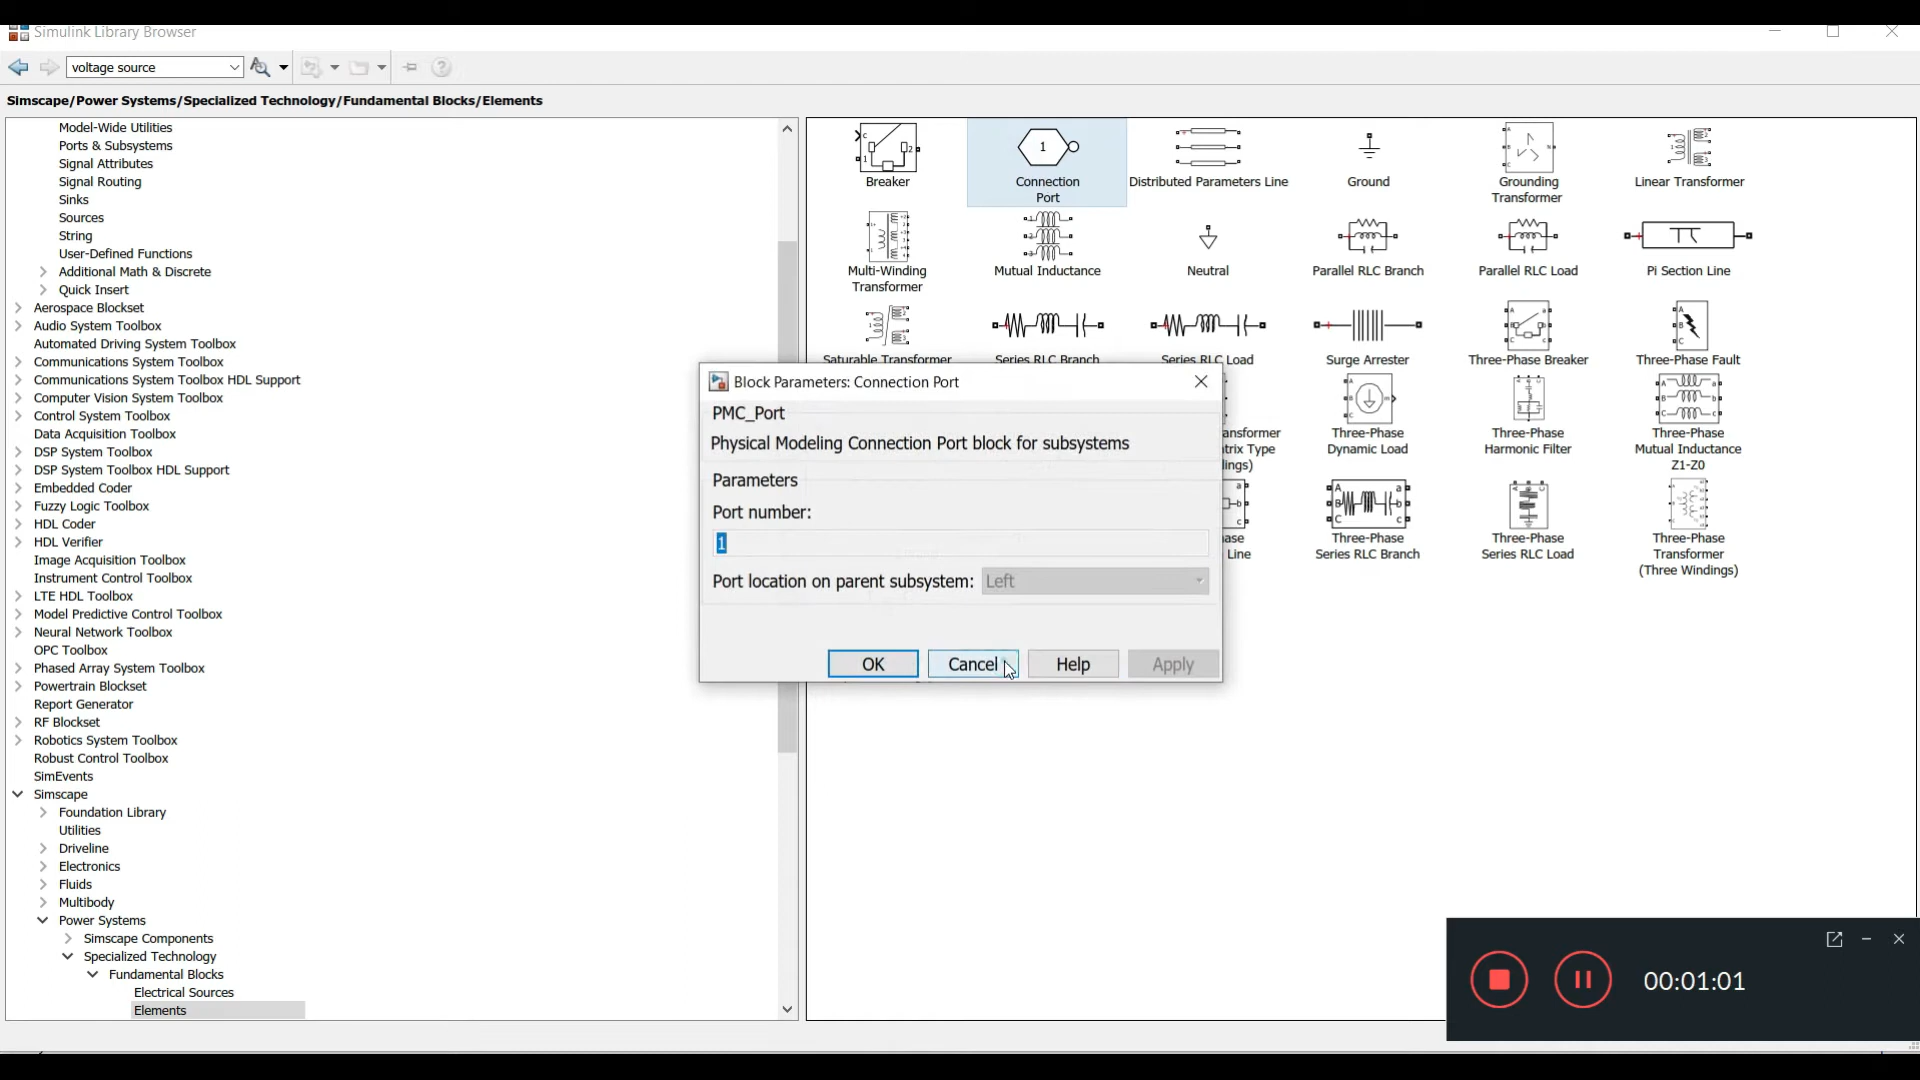 Simulink Library Browser
voltage source
Simscape/Power Systems/Specialized Technology/Fundamental Blocks/Elements
Model-Wide Utilities
Ports & Subsystems
Signal Attributes
Signal Routing
Sinks
Sources
String
User-Defined Functions
Additional Math & Discrete
Quick Insert
Aerospace Blockset
Audio System Toolbox
Automated Driving System Toolbox
Communications System Toolbox
Communications System Toolbox HDL Support
Computer Vision System Toolbox
Control System Toolbox
Data Acquisition Toolbox
DSP System Toolbox
DSP System Toolbox HDL Support
Embedded Coder
Fuzzy Logic Toolbox
HDL Coder
HDL Verifier
Image Acquisition Toolbox
Instrument Control Toolbox
LTE HDL Toolbox
Model Predictive Control Toolbox
Neural Network Toolbox
OPC Toolbox
Phased Array System Toolbox
Powertrain Blockset
Report Generator
RF Blockset
Robotics System Toolbox
Robust Control Toolbox
SimEvents
Simscape
Foundation Library
Utilities
Driveline
Electronics
Fluids
Multibody
Power Systems
Simscape Components
Specialized Technology
Fundamental Blocks
Electrical Sources
Elements
Breaker
1
Connection
Port
Distributed Parameters Line
Ground
Grounding
Transformer
Linear Transformer
Multi-Winding
Transformer
Mutual Inductance
Neutral
Parallel RLC Branch
Parallel RLC Load
Pi Section Line
Saturable Transformer
Series RLC Branch
Series RLC Load
Surge Arrester
Three-Phase Breaker
Three-Phase Fault
ansformer
trix Type
lings)
Three-Phase
Dynamic Load
Three-Phase
Harmonic Filter
Three-Phase
Mutual Inductance
Z1-Z0
ase
Line
Three-Phase
Series RLC Branch
Three-Phase
Series RLC Load
Three-Phase
Transformer
(Three Windings)
Block Parameters: Connection Port
PMC_Port
Physical Modeling Connection Port block for subsystems
Parameters
Port number:
1
Port location on parent subsystem: Left
OK Cancel Help Apply
00:01:01